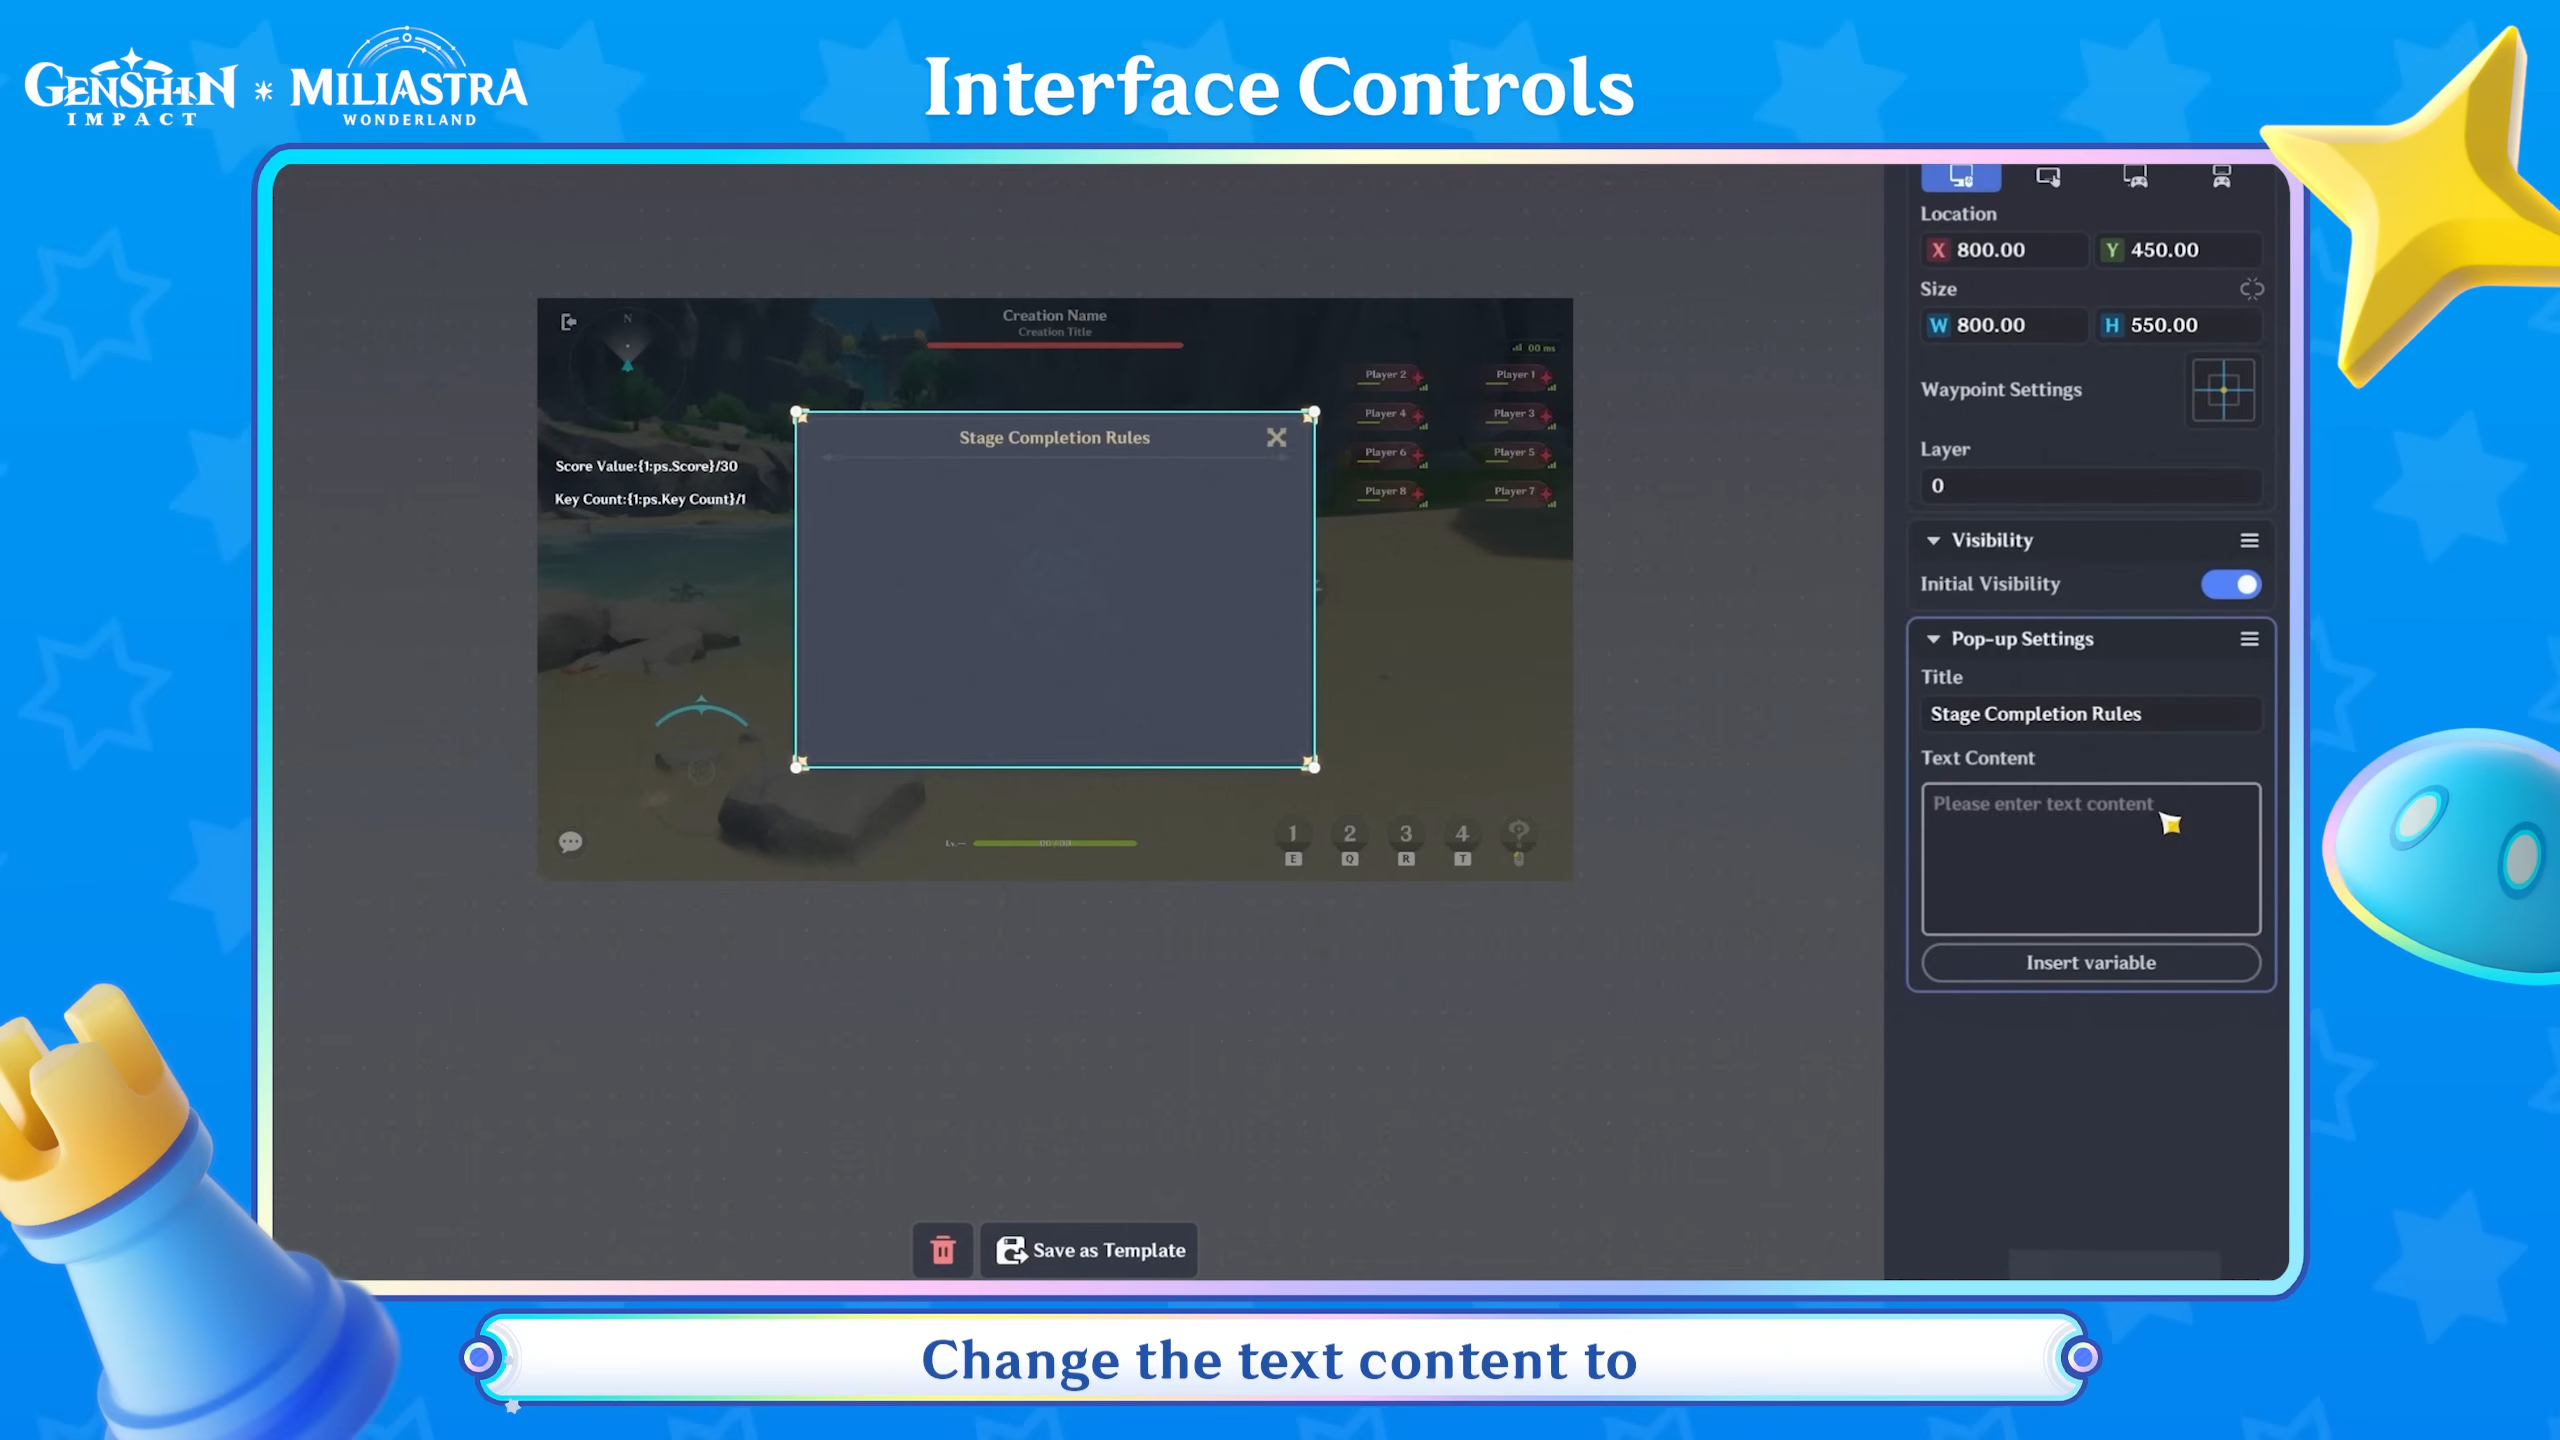 GENSHIN IMPACT
MILIASTRA WONDERLAND
Interface Controls
Location
X 800.00 Y 450.00
Size
W 800.00 H 550.00
Waypoint Settings
Layer
0
Visibility
Initial Visibility
Pop-up Settings
Title
Stage Completion Rules
Text Content
Please enter text content
Insert variable
N
Creation Name
Creation Title
00 ms
Player 2 Player 1
Player 4 Player 3
Player 6 Player 5
Player 8 Player 7
Stage Completion Rules
Score Value:{1:ps.Score}/30
Key Count:{1:ps.Key Count}/1
1 2 3 4
E Q R T
Save as Template
Change the text content to